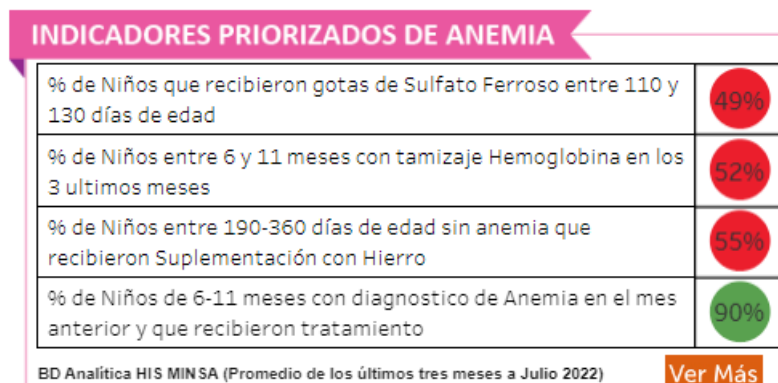 INDICADORES PRIORIZADOS DE ANEMIA
% de Niños que recibieron gotas de Sulfato Ferroso entre 110 y
130 días de edad
49%
% de Niños entre 6 y 11 meses con tamizaje Hemoglobina en los
3 ultimos meses
52%
% de Niños entre 190-360 días de edad sin anemia que
recibieron Suplementación con Hierro
55%
% de Niños de 6-11 meses con diagnostico de Anemia en el mes
anterior y que recibieron tratamiento
90%
BD Analítica HIS MINSA (Promedio de los últimos tres meses a Julio 2022)
Ver Más